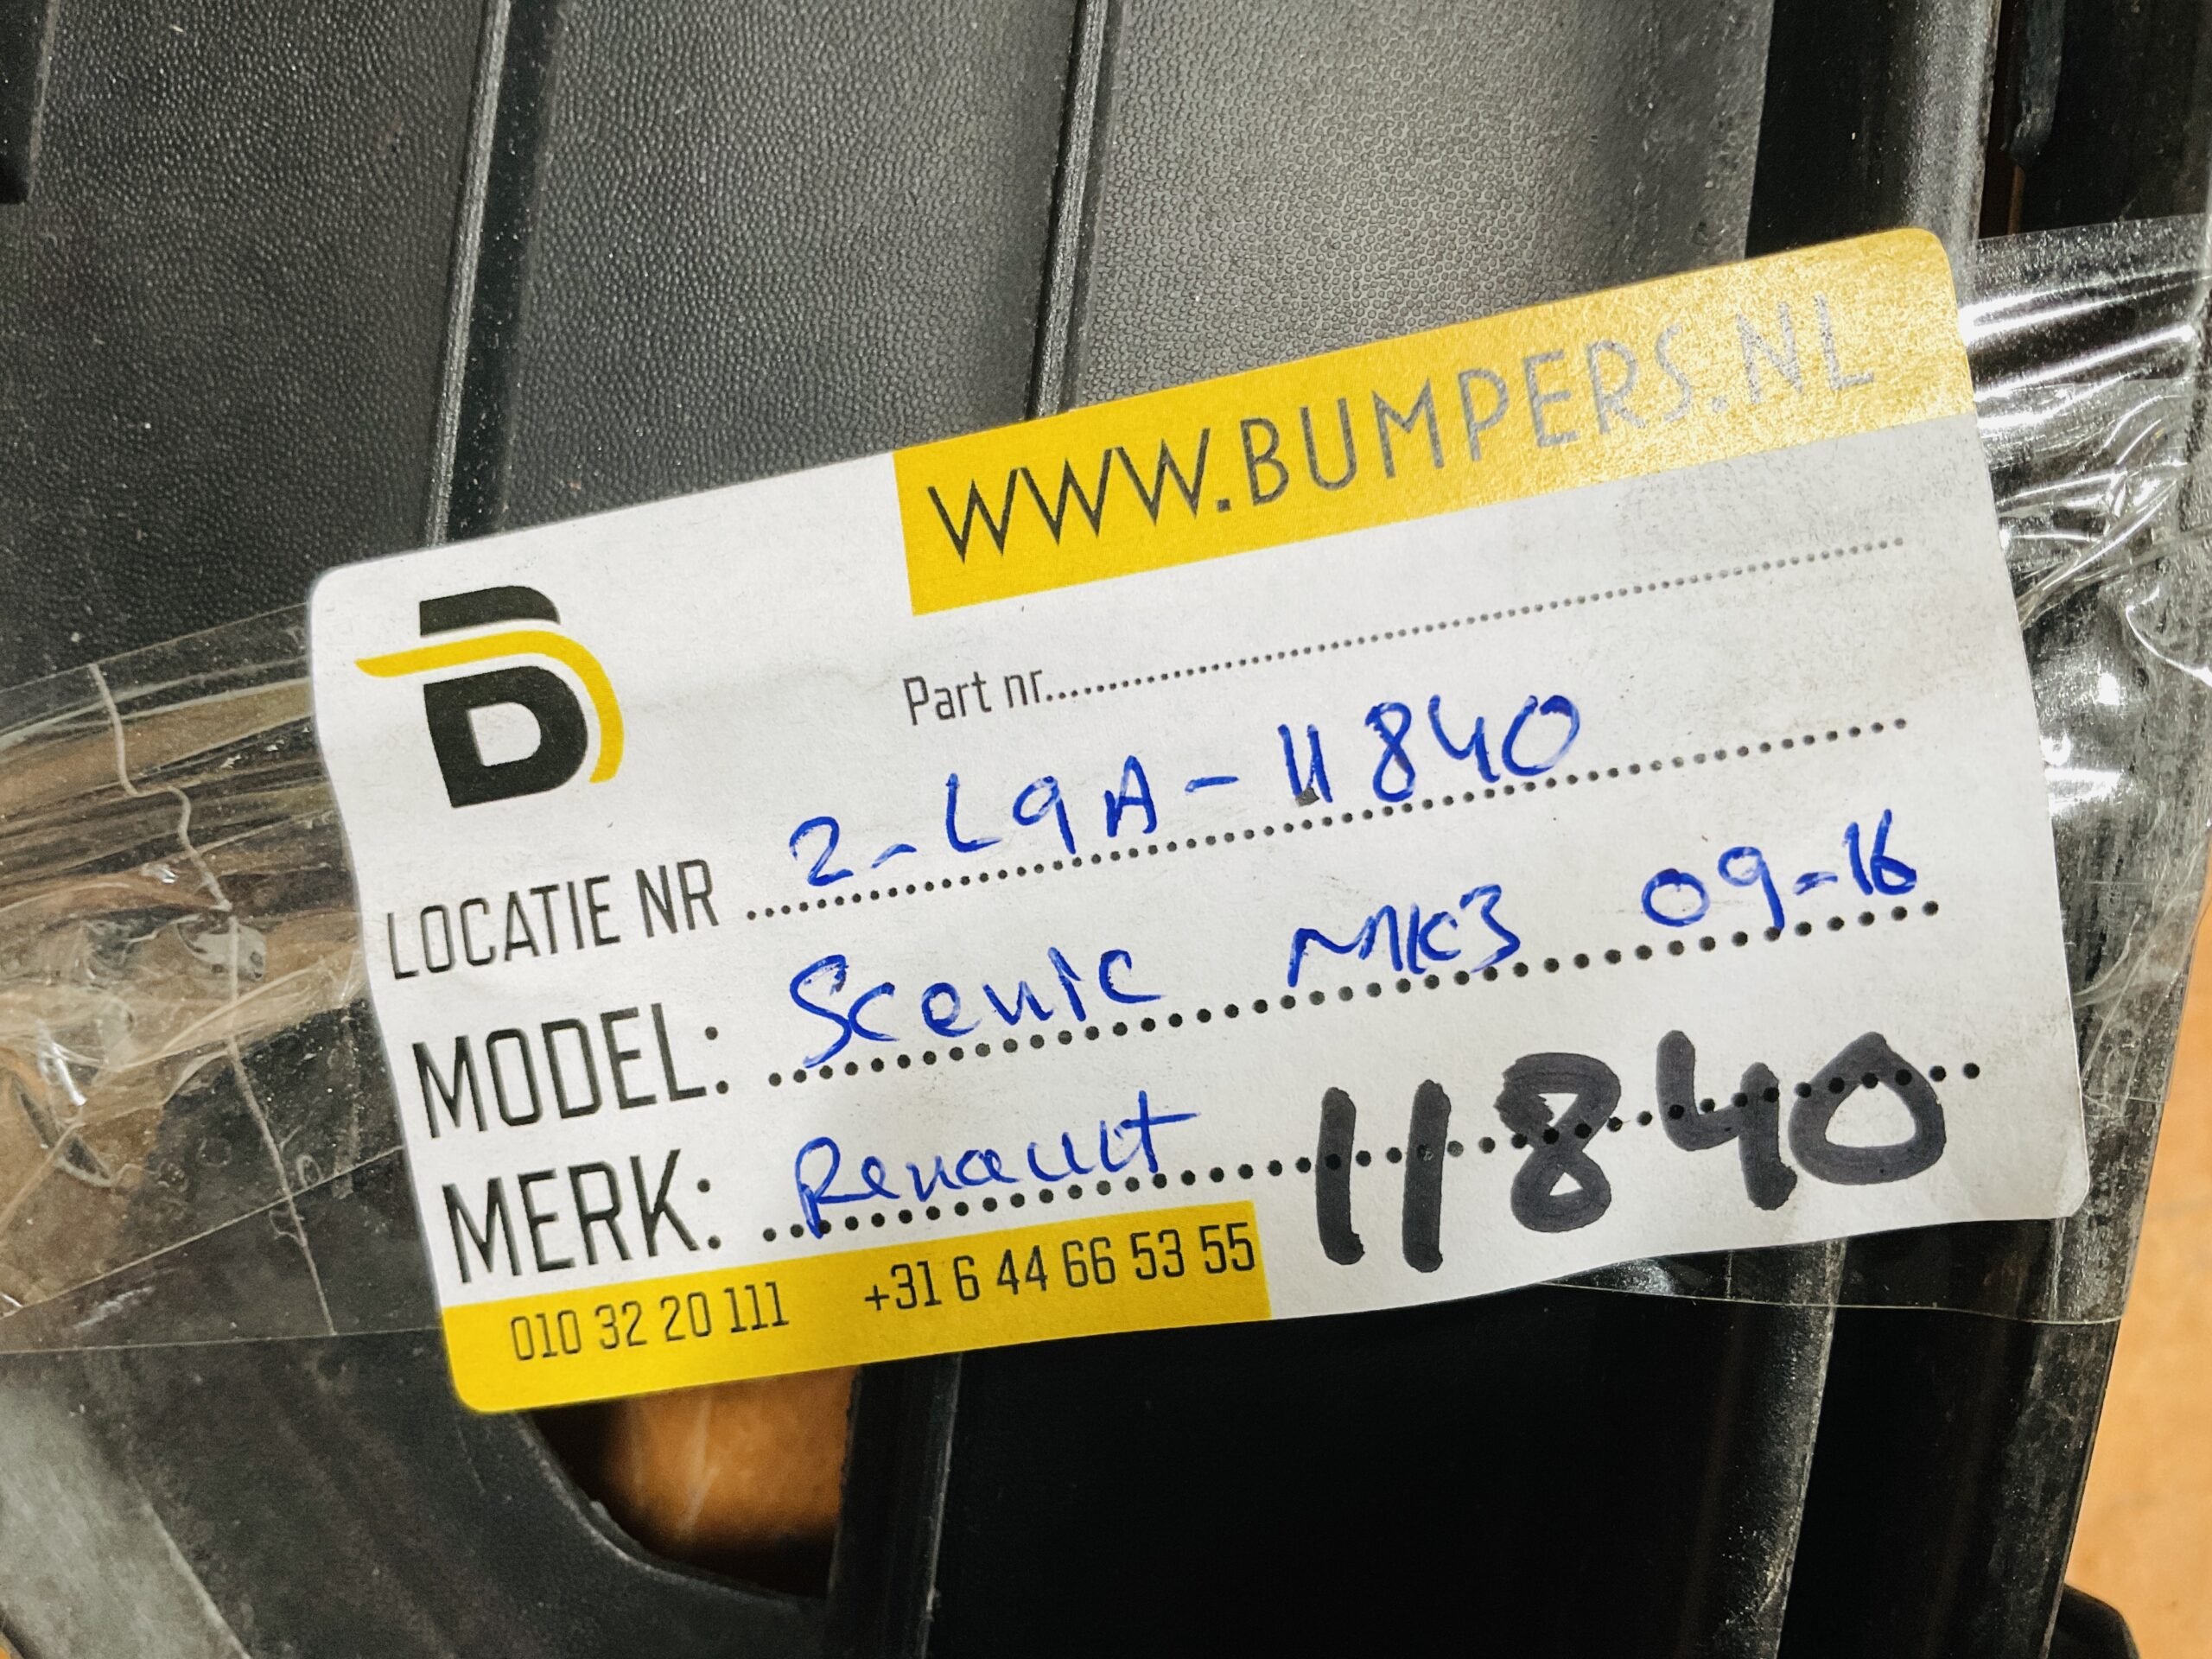 WWW.BUMPERS.NL
B
Part nr.
LOCATIE NR 2-L9A-11840
MODEL: Scenic MK3 09-16
MERK: Renault 11840
010 32 20 111 +31 6 44 66 53 55